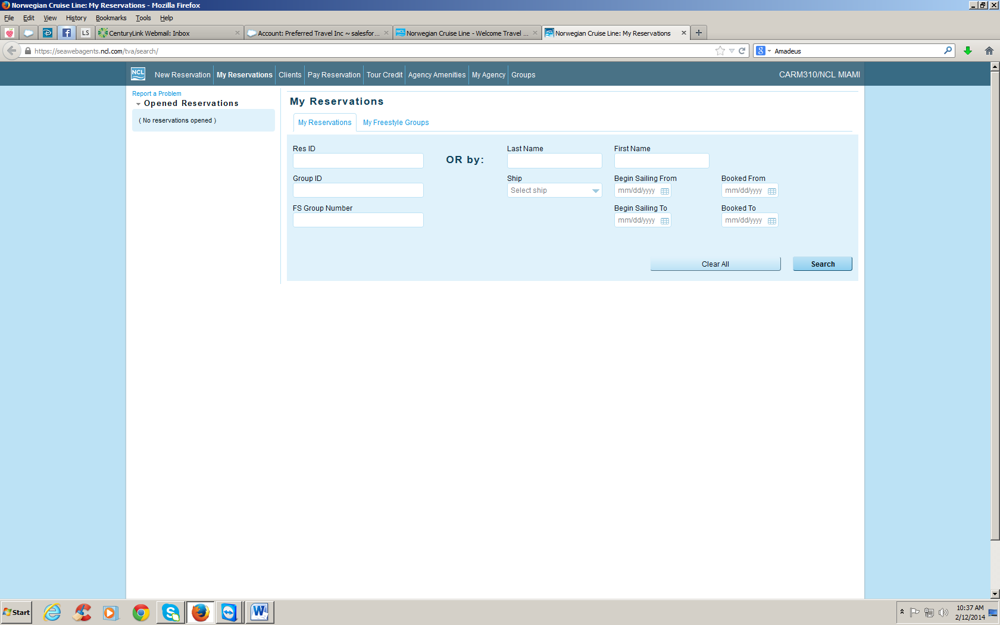 Norwegian Cruise Line: My Reservations - Mozilla Firefox
File Edit View History Bookmarks Tools Help
LS CenturyLink Webmail: Inbox Account: Preferred Travel Inc ~ salesfor... NCL Norwegian Cruise Line - Welcome Travel ... NCL Norwegian Cruise Line: My Reservations
https://seawebagents.ncl.com/tva/search/ Amadeus
NCL New Reservation My Reservations Clients Pay Reservation Tour Credit Agency Amenities My Agency Groups CARM310/NCL MIAMI
Report a Problem
Opened Reservations
( No reservations opened )
My Reservations
My Reservations My Freestyle Groups
Res ID Last Name First Name
OR by:
Group ID Ship Begin Sailing From Booked From
Select ship mm/dd/yyyy mm/dd/yyyy
FS Group Number Begin Sailing To Booked To
mm/dd/yyyy mm/dd/yyyy
Clear All Search
Start 10:37 AM
2/12/2014